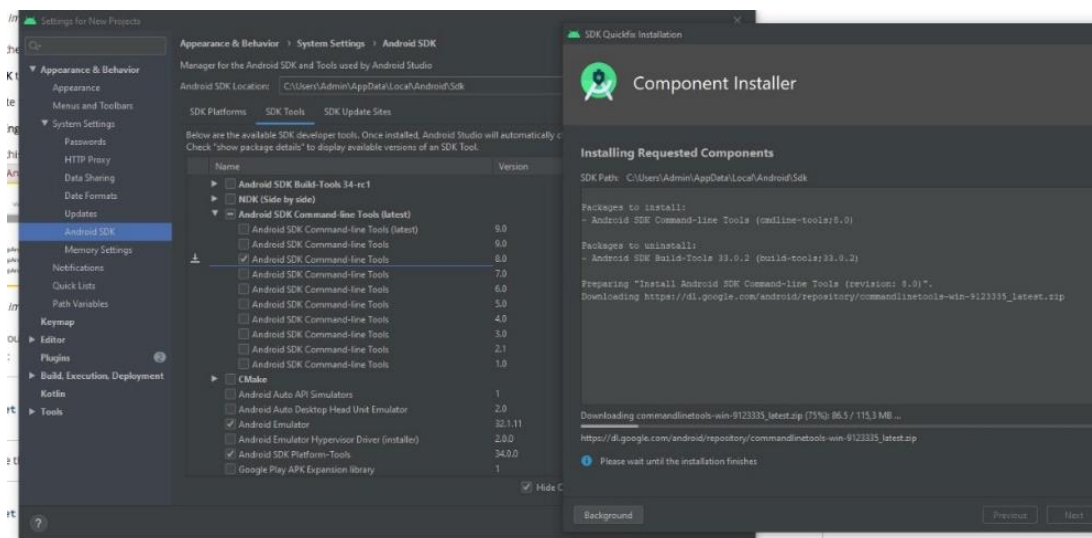 Settings for New Projects
Appearance & Behavior
Appearance
Menus and Toolbars
System Settings
Passwords
HTTP Proxy
Data Sharing
Date Formats
Updates
Android SDK
Memory Settings
Notifications
Quick Lists
Path Variables
Keymap
Editor
Plugins 2
Build, Execution, Deployment
Kotlin
Tools
?
Appearance & Behavior › System Settings › Android SDK
Manager for the Android SDK and Tools used by Android Studio
Android SDK Location: C:\Users\Admin\AppData\Local\Android\Sdk
SDK Platforms SDK Tools SDK Update Sites
Below are the available SDK developer tools. Once installed, Android Studio will automatically c
Check "show package details" to display available versions of an SDK Tool.
Name Version
Android SDK Build-Tools 34-rc1
NDK (Side by side)
Android SDK Command-line Tools (latest)
Android SDK Command-line Tools (latest) 9.0
Android SDK Command-line Tools 9.0
Android SDK Command-line Tools 8.0
Android SDK Command-line Tools 7.0
Android SDK Command-line Tools 6.0
Android SDK Command-line Tools 5.0
Android SDK Command-line Tools 4.0
Android SDK Command-line Tools 3.0
Android SDK Command-line Tools 2.1
Android SDK Command-line Tools 1.0
CMake
Android Auto API Simulators 1
Android Auto Desktop Head Unit Emulator 2.0
Android Emulator 32.1.11
Android Emulator Hypervisor Driver (installer) 2.0.0
Android SDK Platform-Tools 34.0.0
Google Play APK Expansion library 1
Hide
SDK Quickfix Installation
Component Installer
Installing Requested Components
SDK Path: C:\Users\Admin\AppData\Local\Android\Sdk
Packages to install:
- Android SDK Command-line Tools (cmdline-tools;8.0)
Packages to uninstall:
- Android SDK Build-Tools 33.0.2 (build-tools;33.0.2)
Preparing "Install Android SDK Command-line Tools (revision: 8.0)".
Downloading https://dl.google.com/android/repository/commandlinetools-win-9123335_latest.zip
Downloading commandlinetools-win-9123335_latest.zip (75%): 86.5 / 115,3 MB ...
https://dl.google.com/android/repository/commandlinetools-win-9123335_latest.zip
Please wait until the installation finishes
Background Previous Next